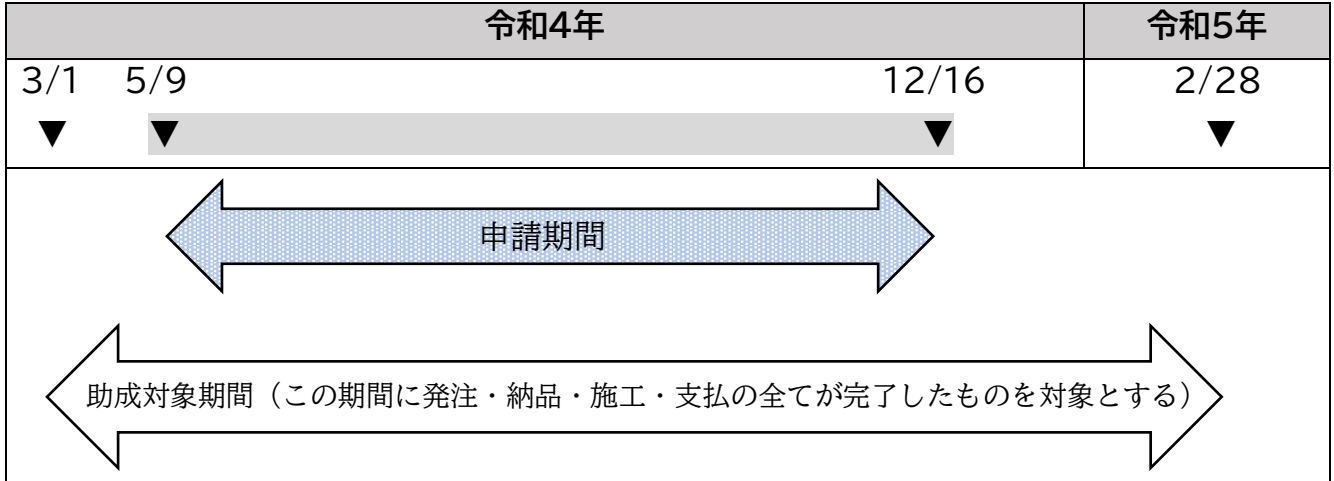 令和4年 令和5年
3/1 5/9 12/16 2/28
▼ ▼ ▼ ▼
申請期間
助成対象期間（この期間に発注・納品・施工・支払の全てが完了したものを対象とする）